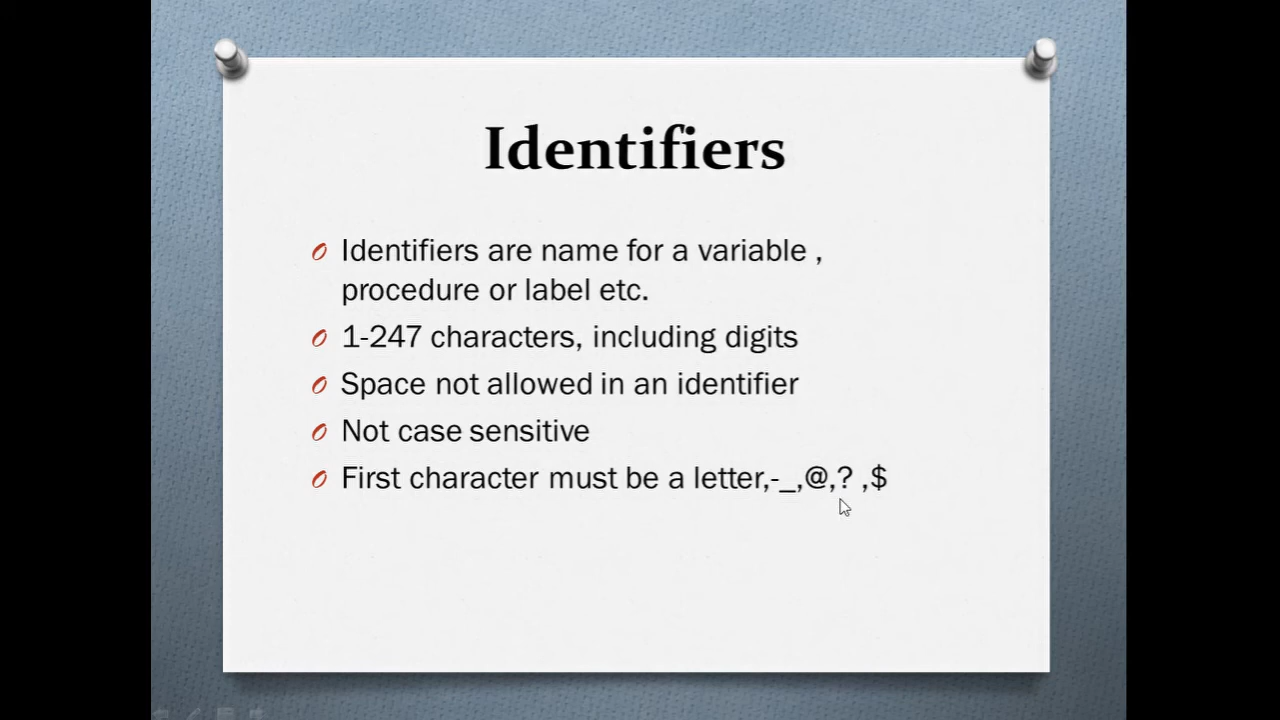 Identifiers
Identifiers are name for a variable ,
procedure or label etc.
1-247 characters, including digits
Space not allowed in an identifier
Not case sensitive
First character must be a letter,-_,@,? ,$